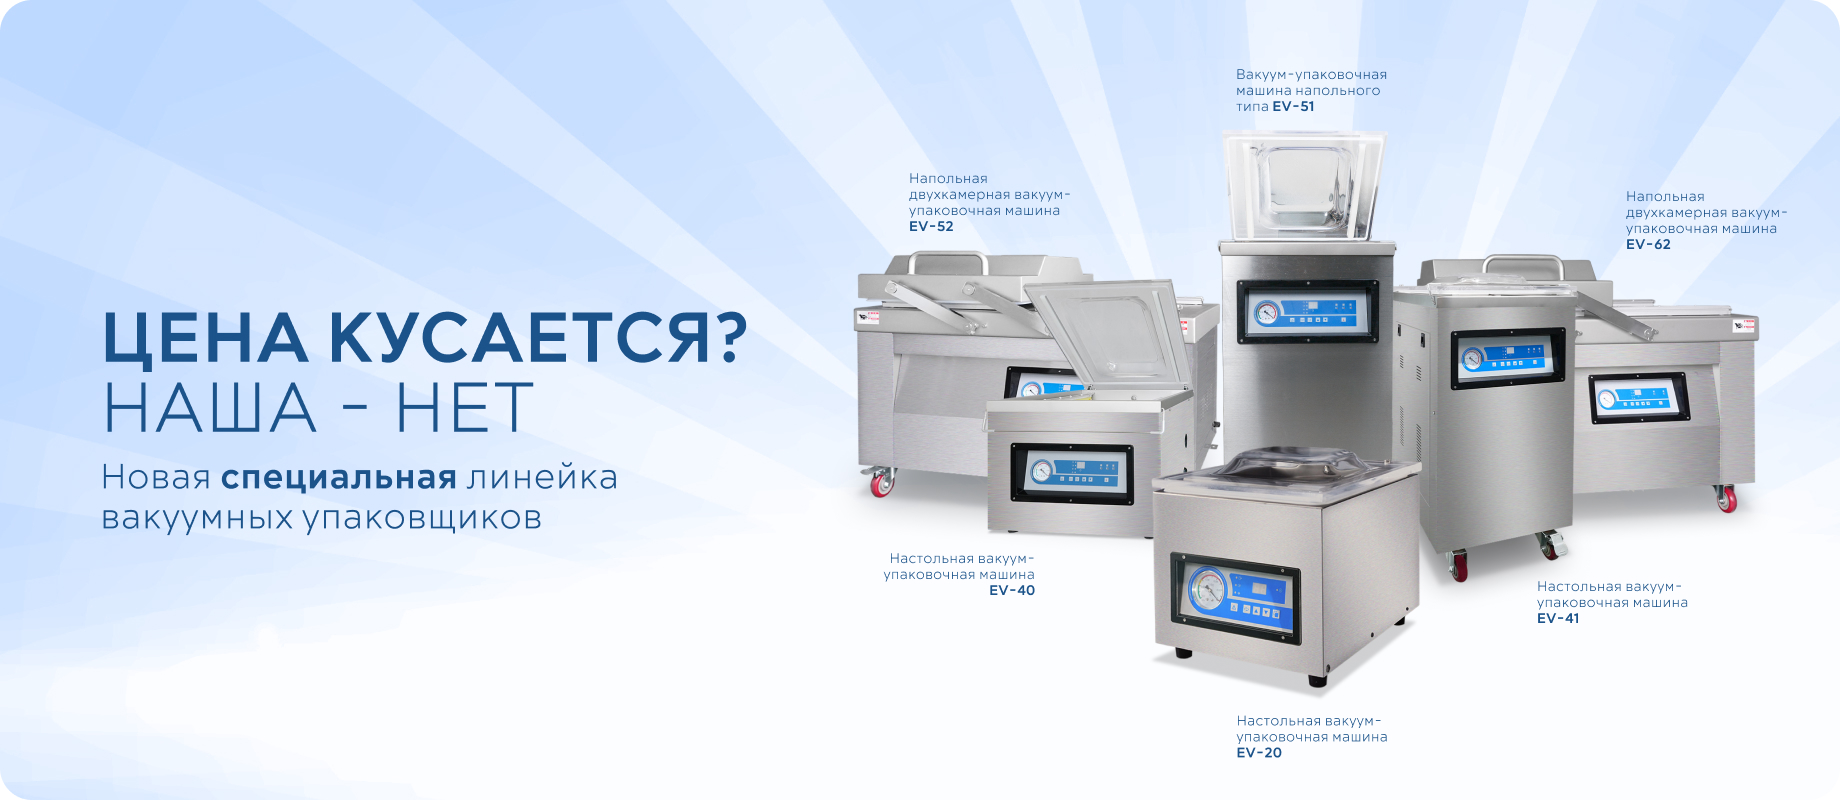 ЦЕНА КУСАЕТСЯ?
НАША - НЕТ
Новая специальная линейка
вакуумных упаковщиков
Напольная
двухкамерная вакуум-
упаковочная машина
EV-52
Вакуум-упаковочная
машина напольного
типа EV-51
Напольная
двухкамерная вакуум-
упаковочная машина
EV-62
Настольная вакуум-
упаковочная машина
EV-40
Настольная вакуум-
упаковочная машина
EV-41
Настольная вакуум-
упаковочная машина
EV-20